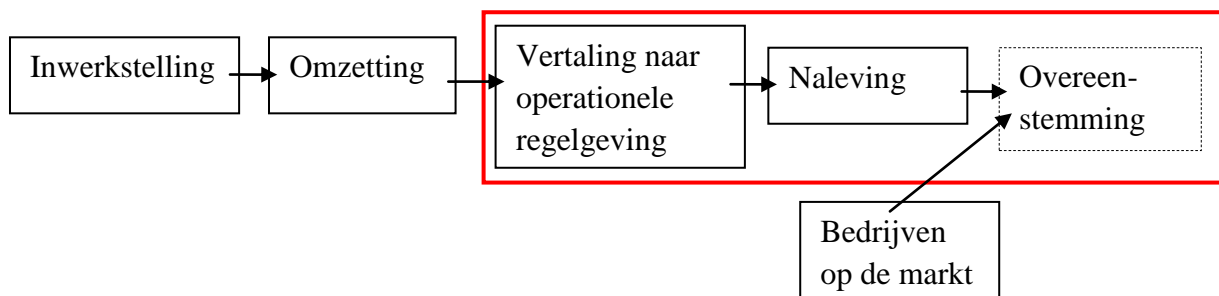 Inwerkstelling
Omzetting
Vertaling naar
operationele
regelgeving
Naleving
Overeen-
stemming
Bedrijven
op de markt